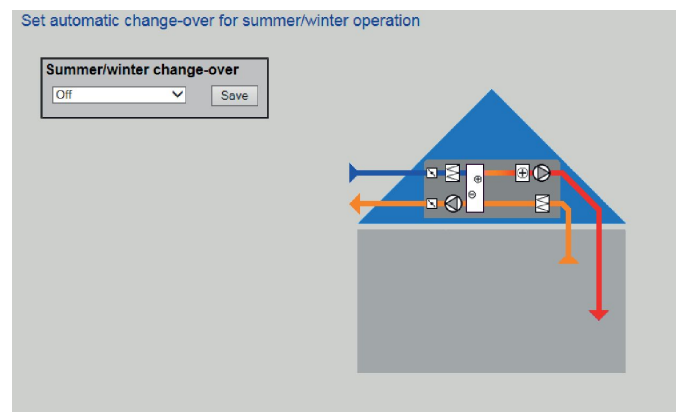 Set automatic change-over for summer/winter operation
Summer/winter change-over
Off
Save